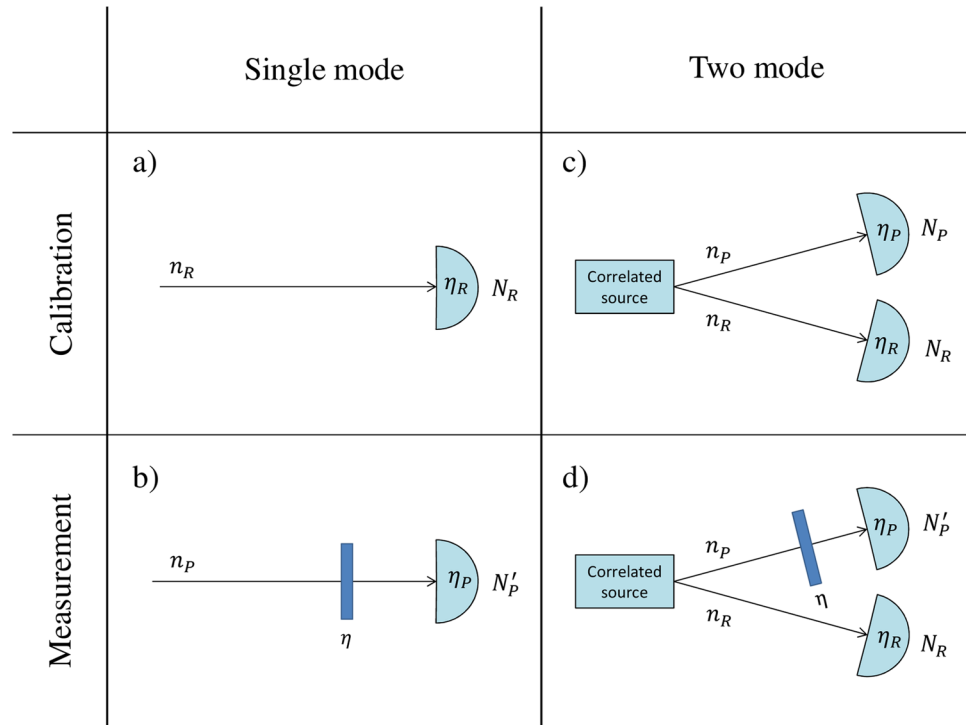 Single mode
Two mode
Calibration
a)
n_R
η_R
N_R
c)
Correlated
source
n_P
n_R
η_P
N_P
η_R
N_R
Measurement
b)
n_P
η
η_P
N′_P
d)
Correlated
source
n_P
n_R
η
η_P
N′_P
η_R
N_R